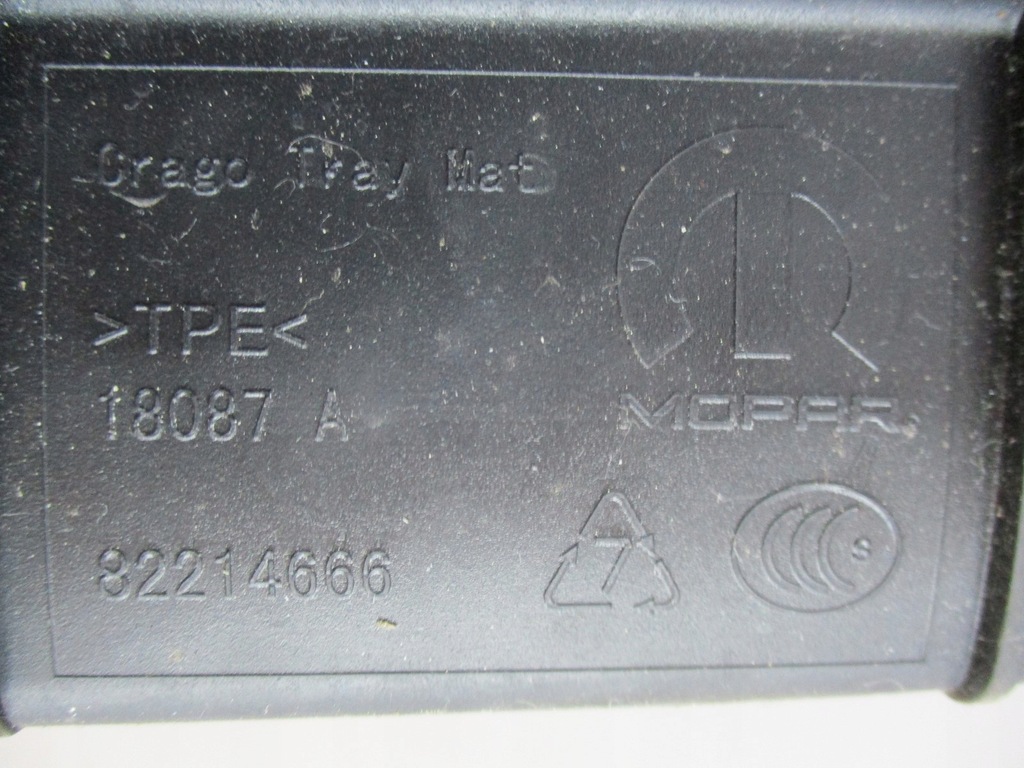 Crago Tray Mat
>TPE<
18087 A
82214666
MOPAR
7
S